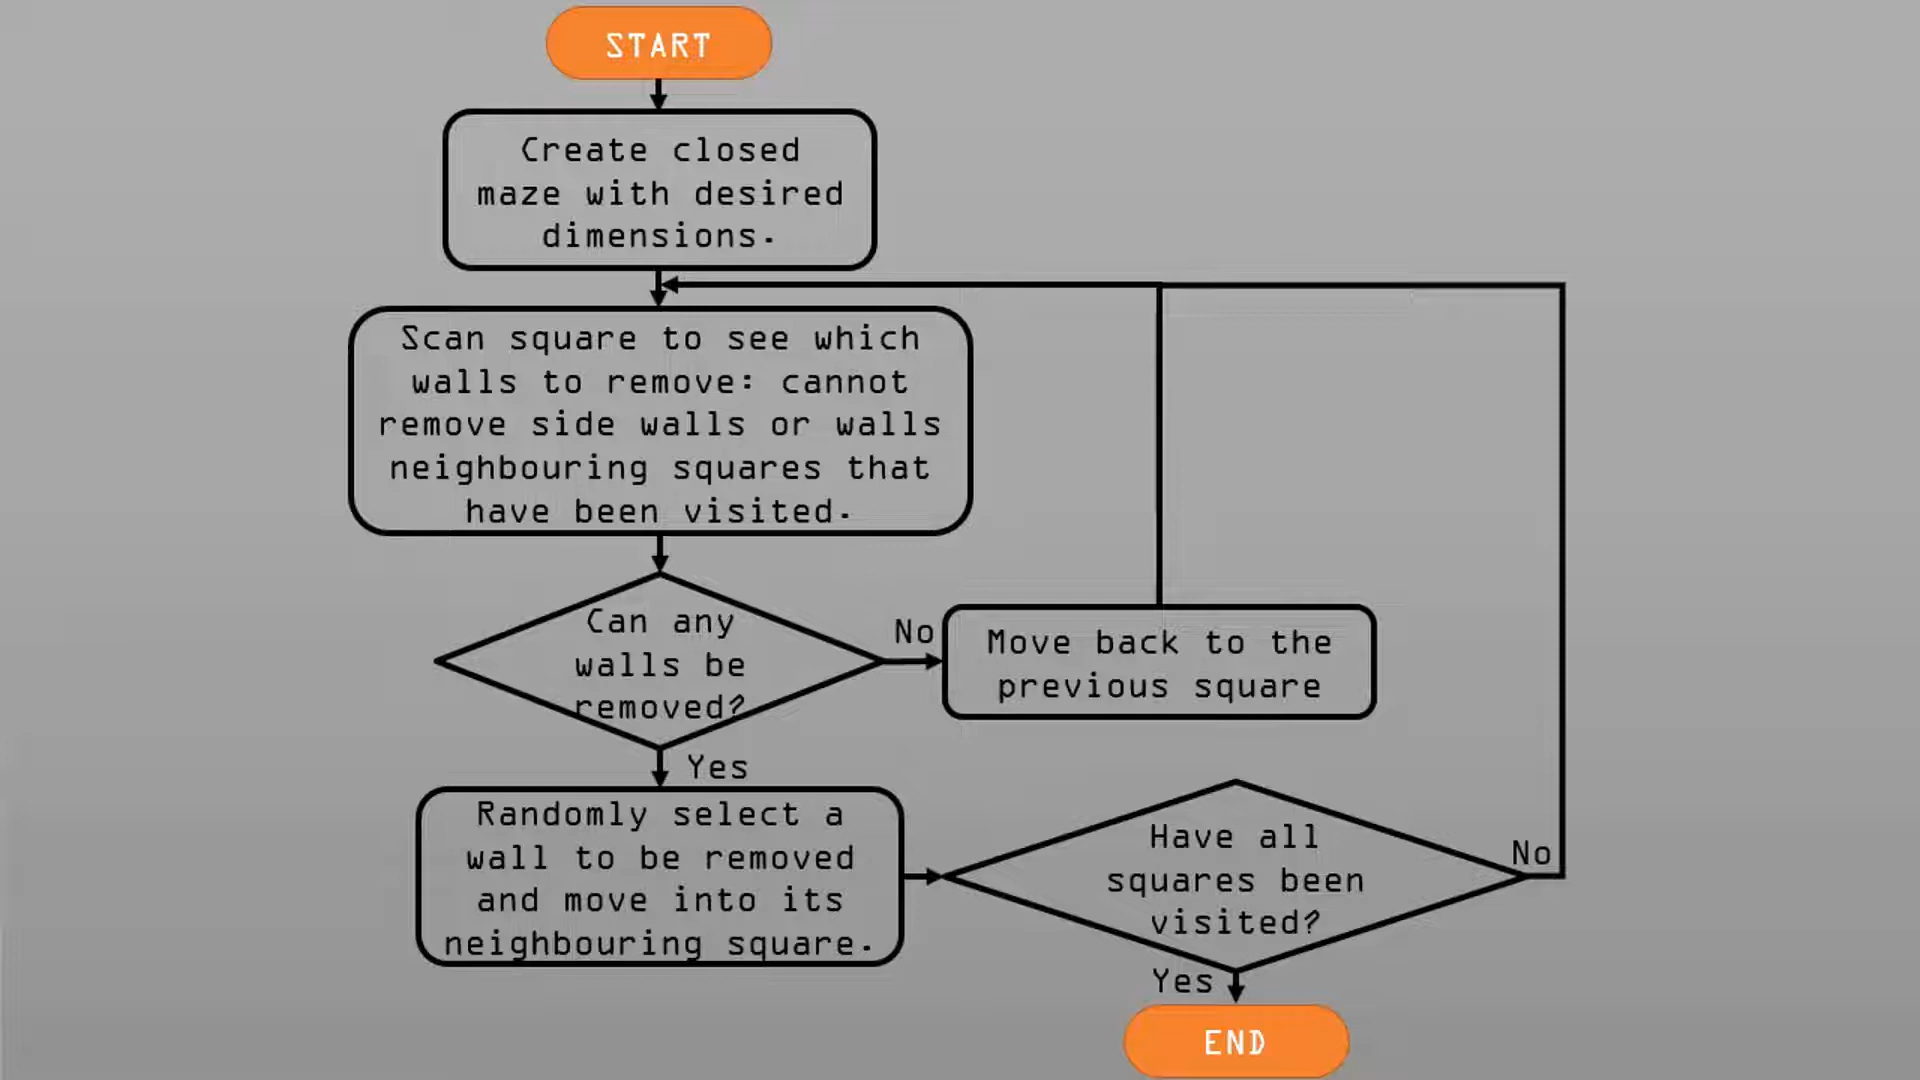 START
Create closed
maze with desired
dimensions.
Scan square to see which
walls to remove: cannot
remove side walls or walls
neighbouring squares that
have been visited.
Can any
walls be
removed?
No
Move back to the
previous square
Yes
Randomly select a
wall to be removed
and move into its
neighbouring square.
Have all
squares been
visited?
No
Yes
END